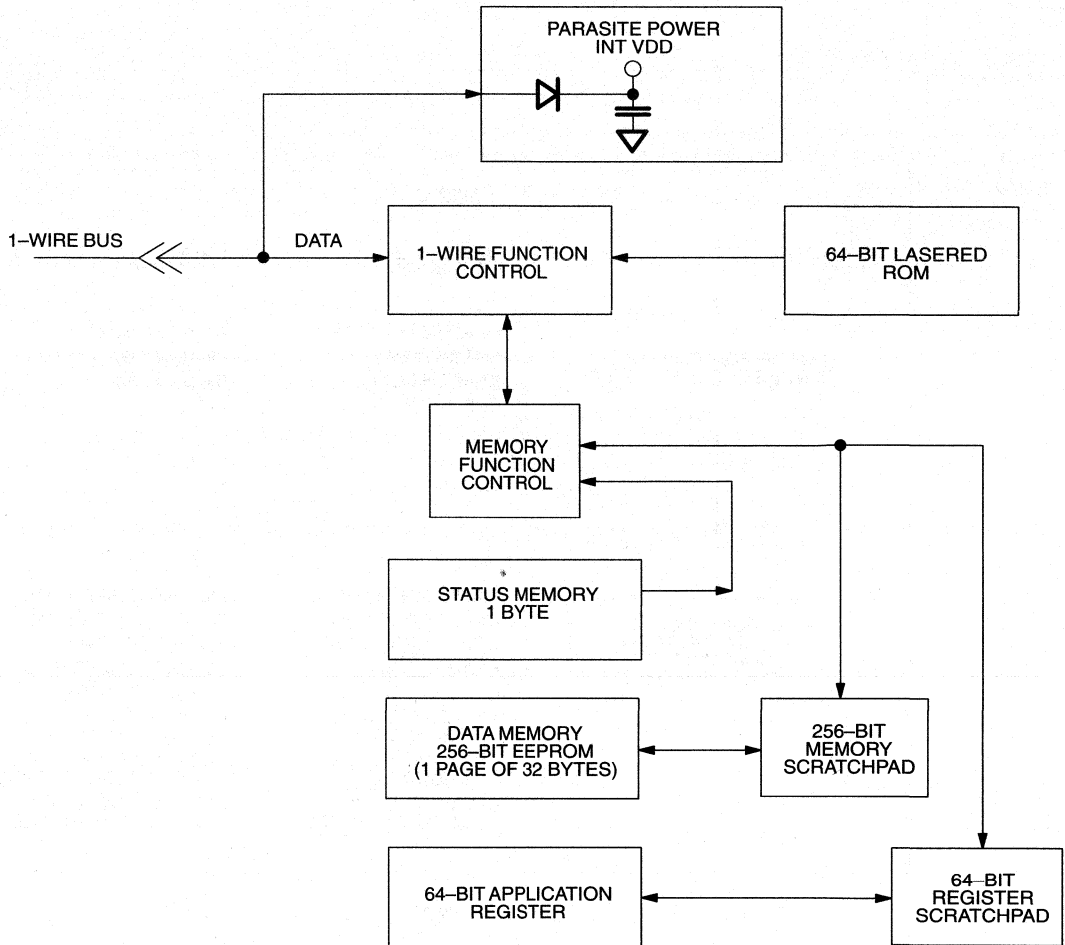 PARASITE POWER
INT VDD
1–WIRE BUS
DATA
1–WIRE FUNCTION
CONTROL
64–BIT LASERED
ROM
MEMORY
FUNCTION
CONTROL
STATUS MEMORY
1 BYTE
DATA MEMORY
256–BIT EEPROM
(1 PAGE OF 32 BYTES)
256–BIT
MEMORY
SCRATCHPAD
64–BIT APPLICATION
REGISTER
64–BIT
REGISTER
SCRATCHPAD